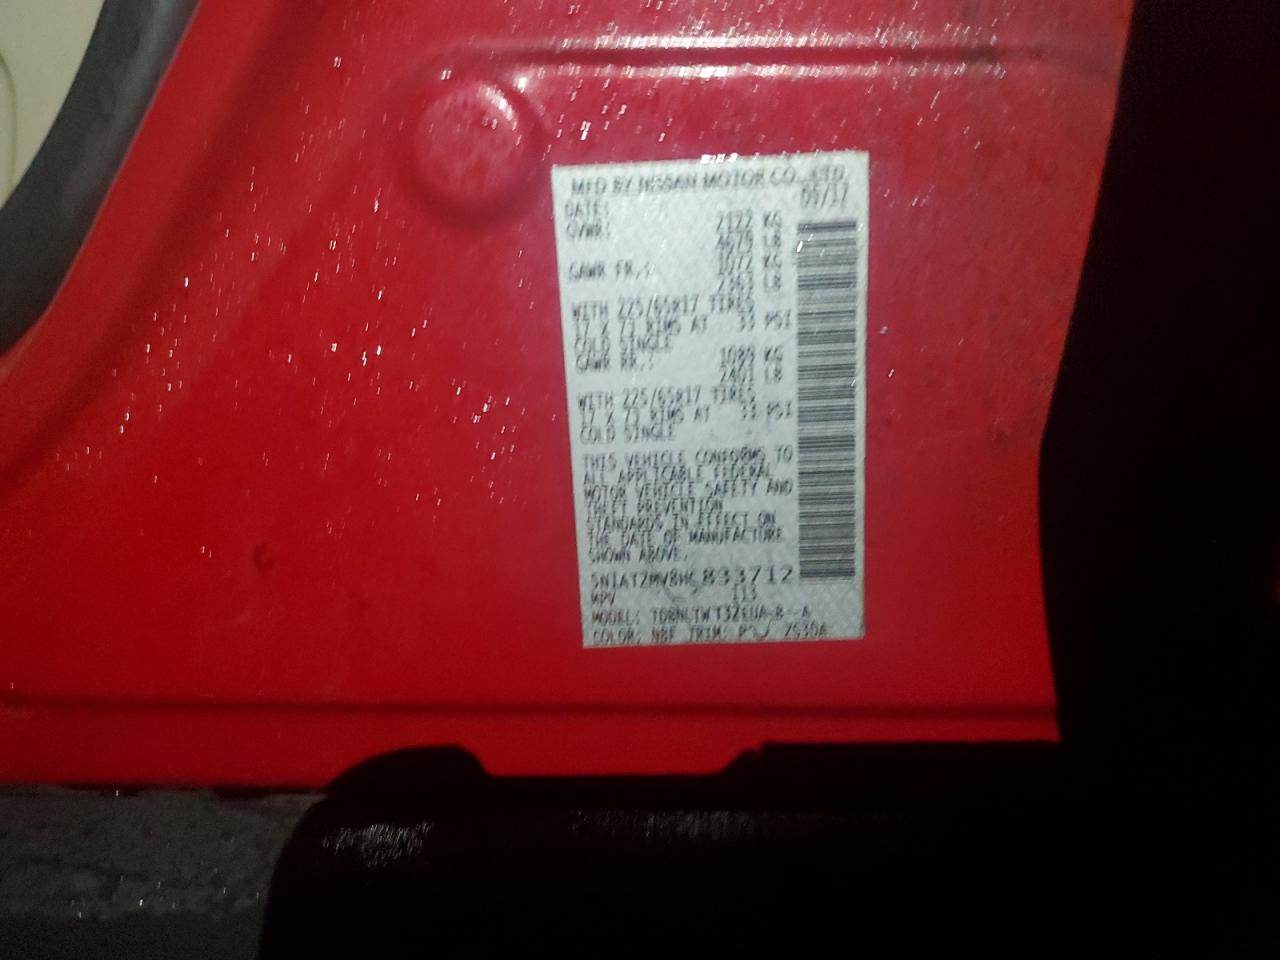 MFD BY NISSAN MOTOR CO., LTD.
DATE: 05/17
GVWR: 2122 KG
4679 LB
GAWR FR.: 1072 KG
2363 LB
WITH 225/65R17 TIRES
17 X 7J RIMS AT 33 PSI
COLD SINGLE
GAWR RR.: 1089 KG
2401 LB
WITH 225/65R17 TIRES
17 X 7J RIMS AT 33 PSI
COLD SINGLE
THIS VEHICLE CONFORMS TO
ALL APPLICABLE FEDERAL
MOTOR VEHICLE SAFETY AND
THEFT PREVENTION
STANDARDS IN EFFECT ON
THE DATE OF MANUFACTURE
SHOWN ABOVE.
5N1AT2MV8HC833712
MPV 113
MODEL:
COLOR: NBF TRIM: